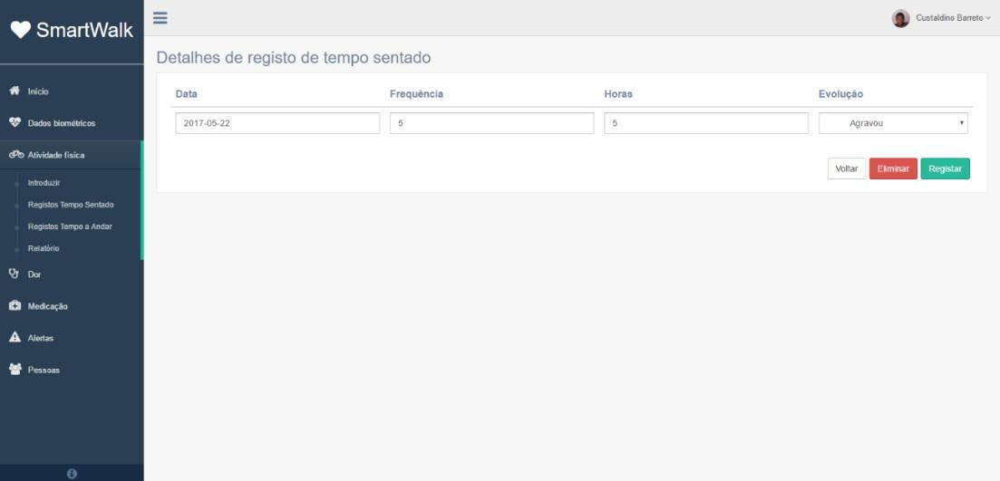 SmartWalk
Custaldino Barreto
Detalhes de registo de tempo sentado
Início
Dados biométricos
Atividade física
Introduzir
Registos Tempo Sentado
Registos Tempo a Andar
Relatório
Dor
Medicação
Alertas
Pessoas
Data Frequência Horas Evolução
2017-05-22 5 5 Agravou
Voltar Eliminar Registar